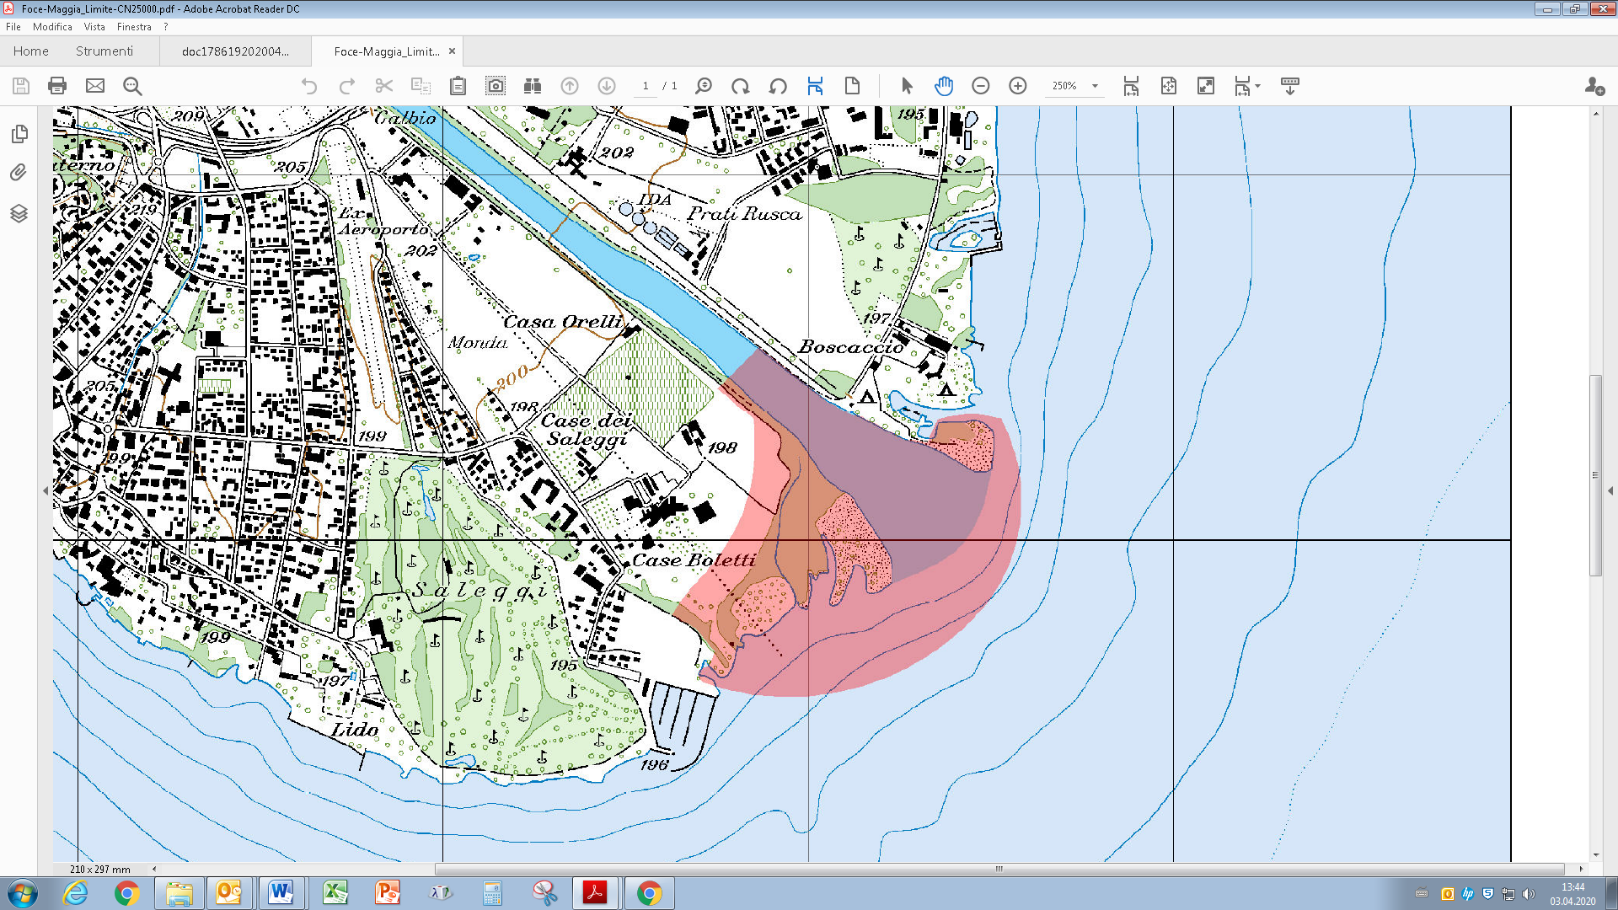 Foce-Maggia_Limite-CN25000.pdf - Adobe Acrobat Reader DC
File Modifica Vista Finestra ?
Home Strumenti doc178619202004... Foce-Maggia_Limit... ×
1 / 1 250%
209
Calbio
195
202
terno
205
219
IDA
Ex
Aeroporto
Prati Rusca
202
197
Casa Orelli
Boscaccio
200
205
198
Case dei
Saleggi
199
198
199
Case Boletti
Saleggi
199
195
197
Lido
196
210 x 297 mm
13:44
03.04.2020